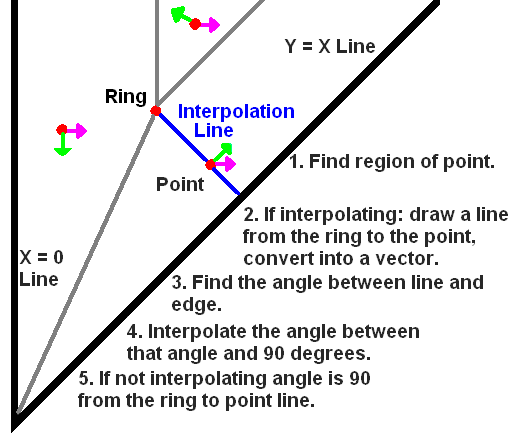 Y = X Line
Ring
Interpolation
Line
Point
1. Find region of point.
2. If interpolating: draw a line
from the ring to the point,
convert into a vector.
X = 0
Line
3. Find the angle between line and
edge.
4. Interpolate the angle between
that angle and 90 degrees.
5. If not interpolating angle is 90
from the ring to point line.